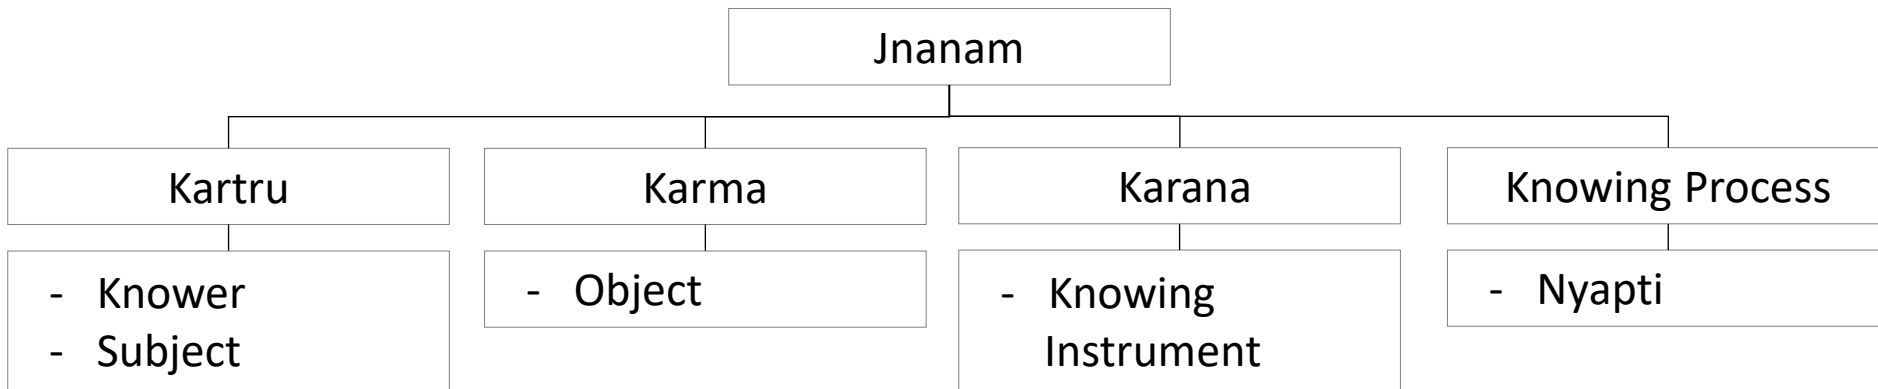 Jnanam
Kartru
Karma
Karana
Knowing Process
- Knower
- Subject
- Object
- Knowing
Instrument
- Nyapti